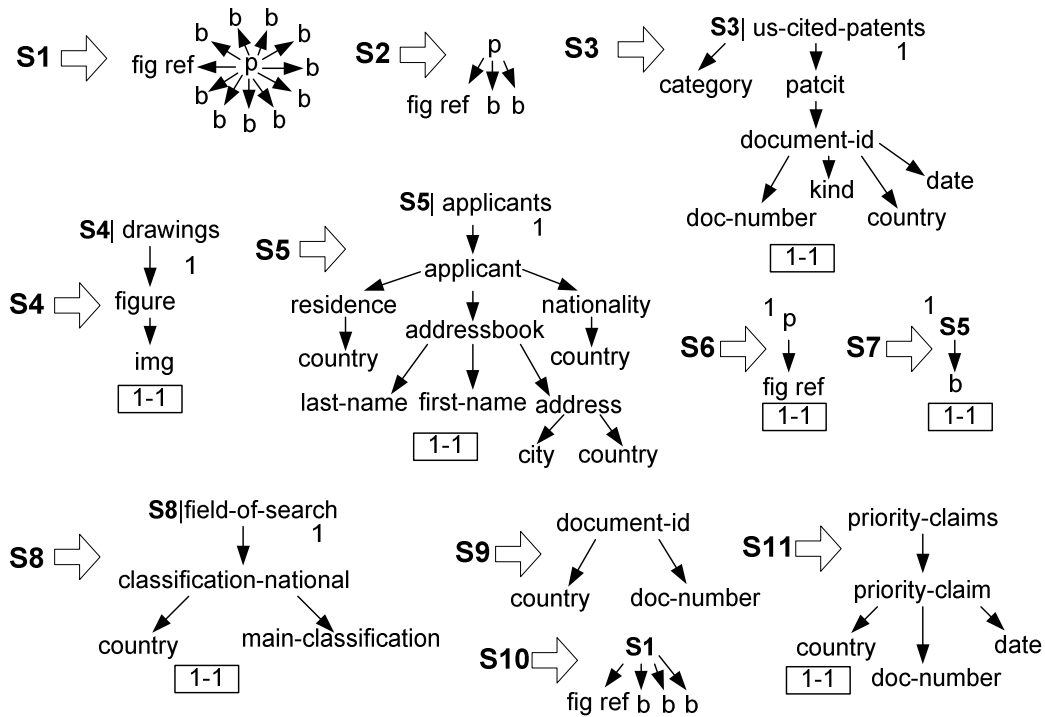 S1
b
b
b
b
b
fig ref
p
b
b
b
b
b
b
S2
p
fig ref b b
S3
S3| us-cited-patents
1
category
patcit
document-id
kind
date
doc-number
country
1-1
S4
S4| drawings
1
figure
img
1-1
S5
S5| applicants
1
applicant
residence
nationality
addressbook
country
country
last-name first-name address
1-1
city
country
S6
1
p
fig ref
1-1
S7
1
S5
b
1-1
S8
S8|field-of-search
1
classification-national
country
main-classification
1-1
S9
document-id
country
doc-number
S10
S1
fig ref b b b
S11
priority-claims
priority-claim
country
date
1-1
doc-number